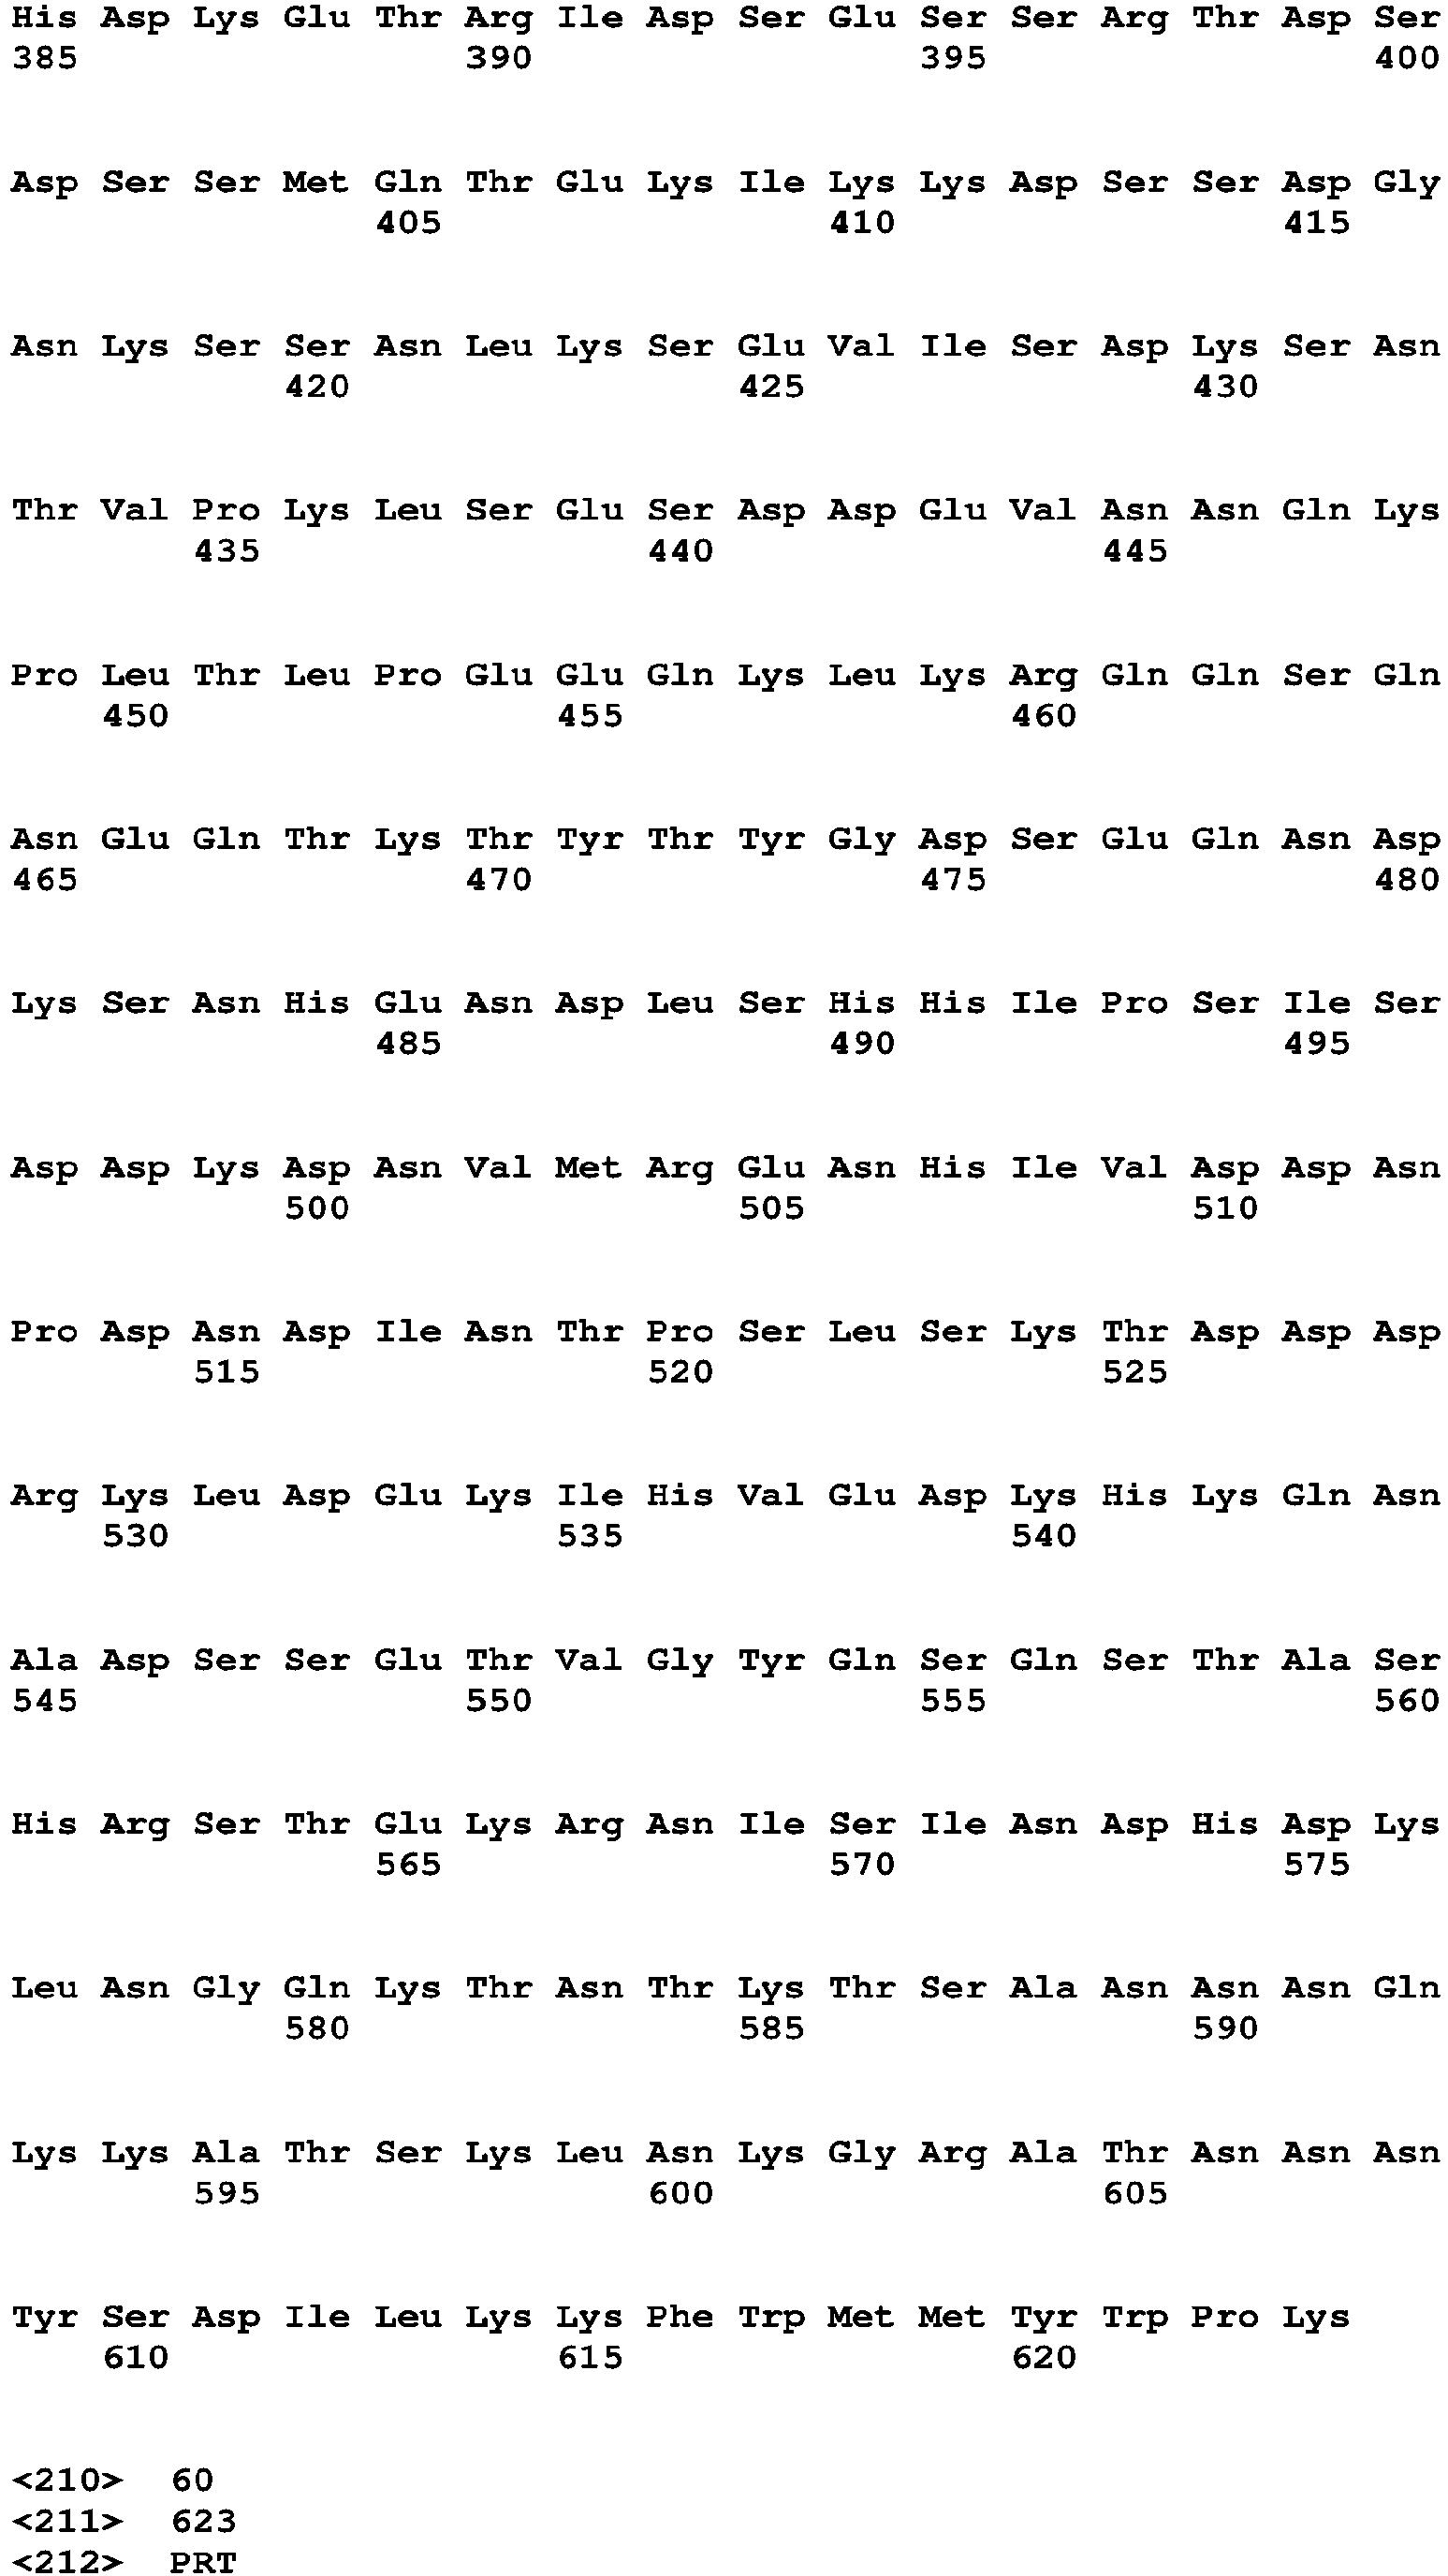 His Asp Lys Glu Thr Arg Ile Asp Ser Glu Ser Ser Arg Thr Asp Ser
385 390 395 400
Asp Ser Ser Met Gln Thr Glu Lys Ile Lys Lys Asp Ser Ser Asp Gly
405 410 415
Asn Lys Ser Ser Asn Leu Lys Ser Glu Val Ile Ser Asp Lys Ser Asn
420 425 430
Thr Val Pro Lys Leu Ser Glu Ser Asp Asp Glu Val Asn Asn Gln Lys
435 440 445
Pro Leu Thr Leu Pro Glu Glu Gln Lys Leu Lys Arg Gln Gln Ser Gln
450 455 460
Asn Glu Gln Thr Lys Thr Tyr Thr Tyr Gly Asp Ser Glu Gln Asn Asp
465 470 475 480
Lys Ser Asn His Glu Asn Asp Leu Ser His His Ile Pro Ser Ile Ser
485 490 495
Asp Asp Lys Asp Asn Val Met Arg Glu Asn His Ile Val Asp Asp Asn
500 505 510
Pro Asp Asn Asp Ile Asn Thr Pro Ser Leu Ser Lys Thr Asp Asp Asp
515 520 525
Arg Lys Leu Asp Glu Lys Ile His Val Glu Asp Lys His Lys Gln Asn
530 535 540
Ala Asp Ser Ser Glu Thr Val Gly Tyr Gln Ser Gln Ser Thr Ala Ser
545 550 555 560
His Arg Ser Thr Glu Lys Arg Asn Ile Ser Ile Asn Asp His Asp Lys
565 570 575
Leu Asn Gly Gln Lys Thr Asn Thr Lys Thr Ser Ala Asn Asn Asn Gln
580 585 590
Lys Lys Ala Thr Ser Lys Leu Asn Lys Gly Arg Ala Thr Asn Asn Asn
595 600 605
Tyr Ser Asp Ile Leu Lys Lys Phe Trp Met Met Tyr Trp Pro Lys
610 615 620
<210> 60
<211> 623
<212> PRT